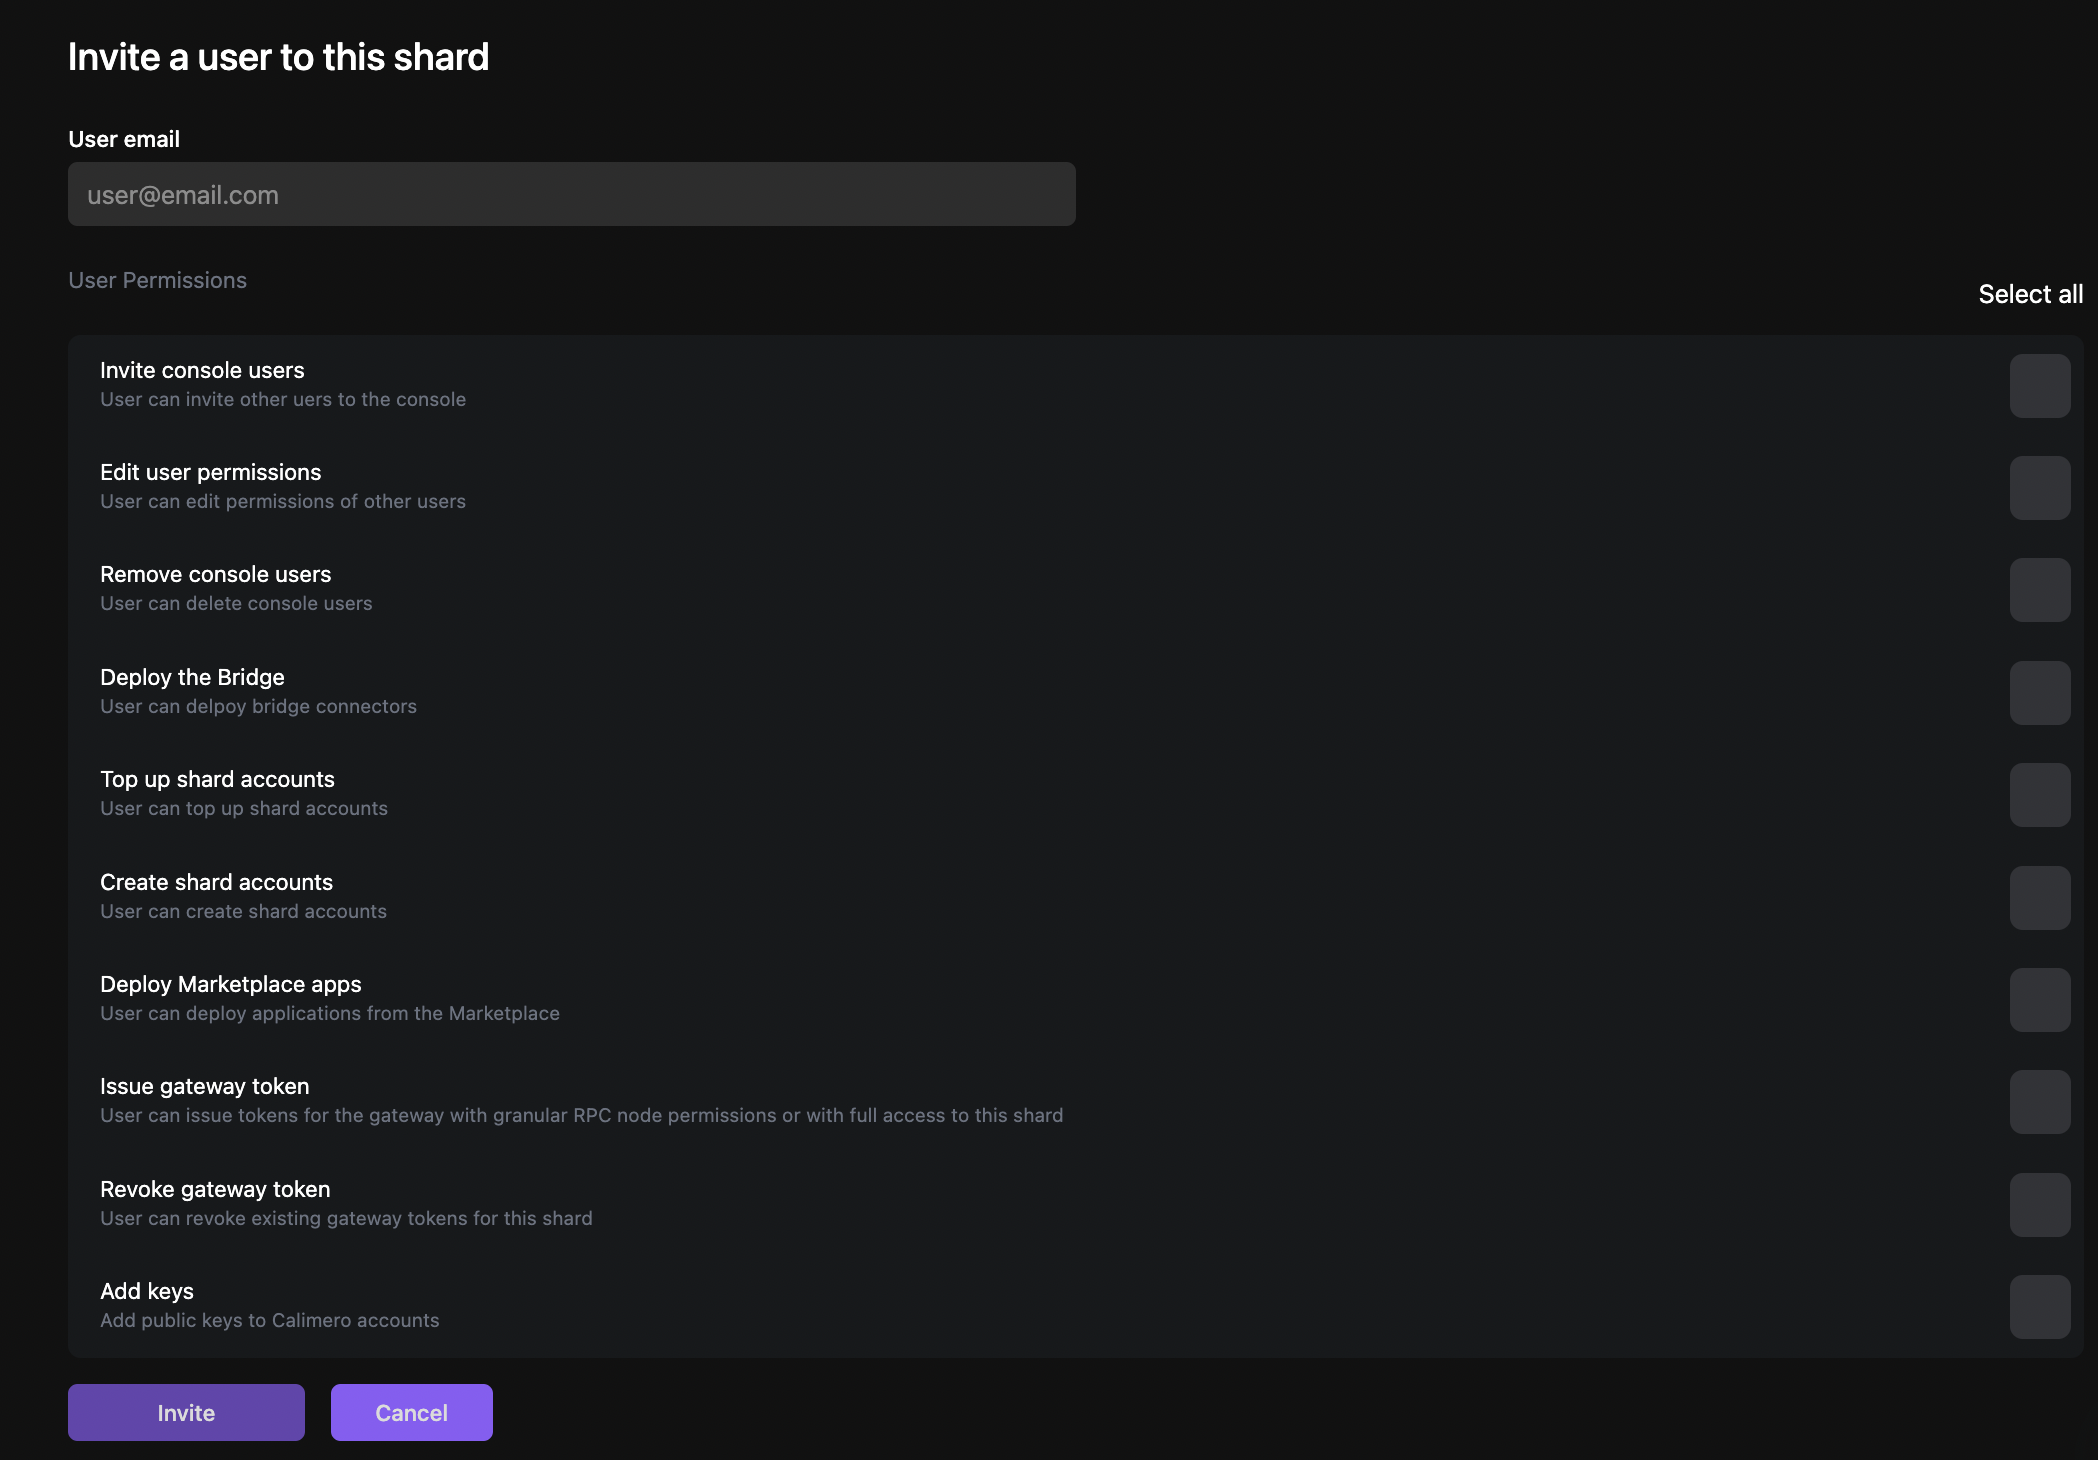 Invite a user to this shard
User email
user@email.com
User Permissions
Select all
Invite console users
User can invite other uers to the console
Edit user permissions
User can edit permissions of other users
Remove console users
User can delete console users
Deploy the Bridge
User can delpoy bridge connectors
Top up shard accounts
User can top up shard accounts
Create shard accounts
User can create shard accounts
Deploy Marketplace apps
User can deploy applications from the Marketplace
Issue gateway token
User can issue tokens for the gateway with granular RPC node permissions or with full access to this shard
Revoke gateway token
User can revoke existing gateway tokens for this shard
Add keys
Add public keys to Calimero accounts
Invite
Cancel